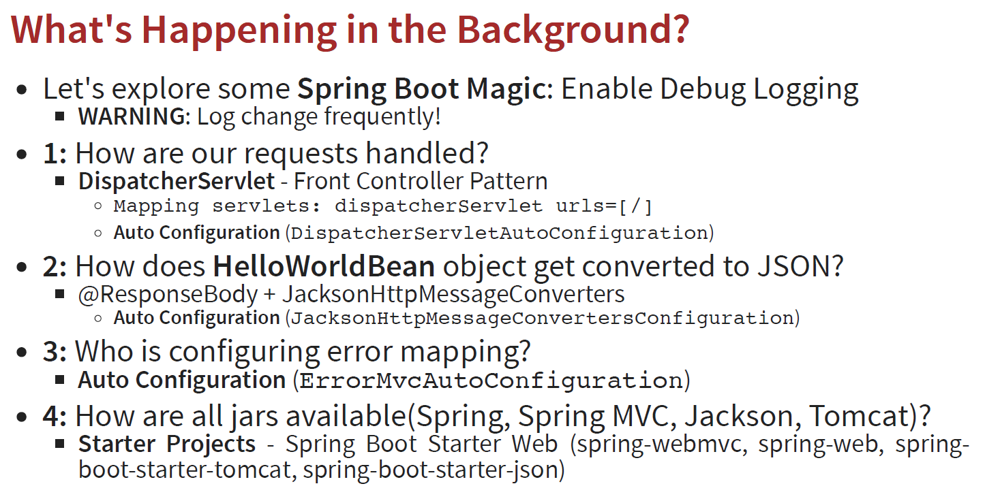 What's Happening in the Background?
• Let's explore some Spring Boot Magic: Enable Debug Logging
▪ WARNING: Log change frequently!
• 1: How are our requests handled?
▪ DispatcherServlet - Front Controller Pattern
◦ Mapping servlets: dispatcherServlet urls=[/]
◦ Auto Configuration (DispatcherServletAutoConfiguration)
• 2: How does HelloWorldBean object get converted to JSON?
▪ @ResponseBody + JacksonHttpMessageConverters
◦ Auto Configuration (JacksonHttpMessageConvertersConfiguration)
• 3: Who is configuring error mapping?
▪ Auto Configuration (ErrorMvcAutoConfiguration)
• 4: How are all jars available(Spring, Spring MVC, Jackson, Tomcat)?
▪ Starter Projects - Spring Boot Starter Web (spring-webmvc, spring-web, spring-
boot-starter-tomcat, spring-boot-starter-json)